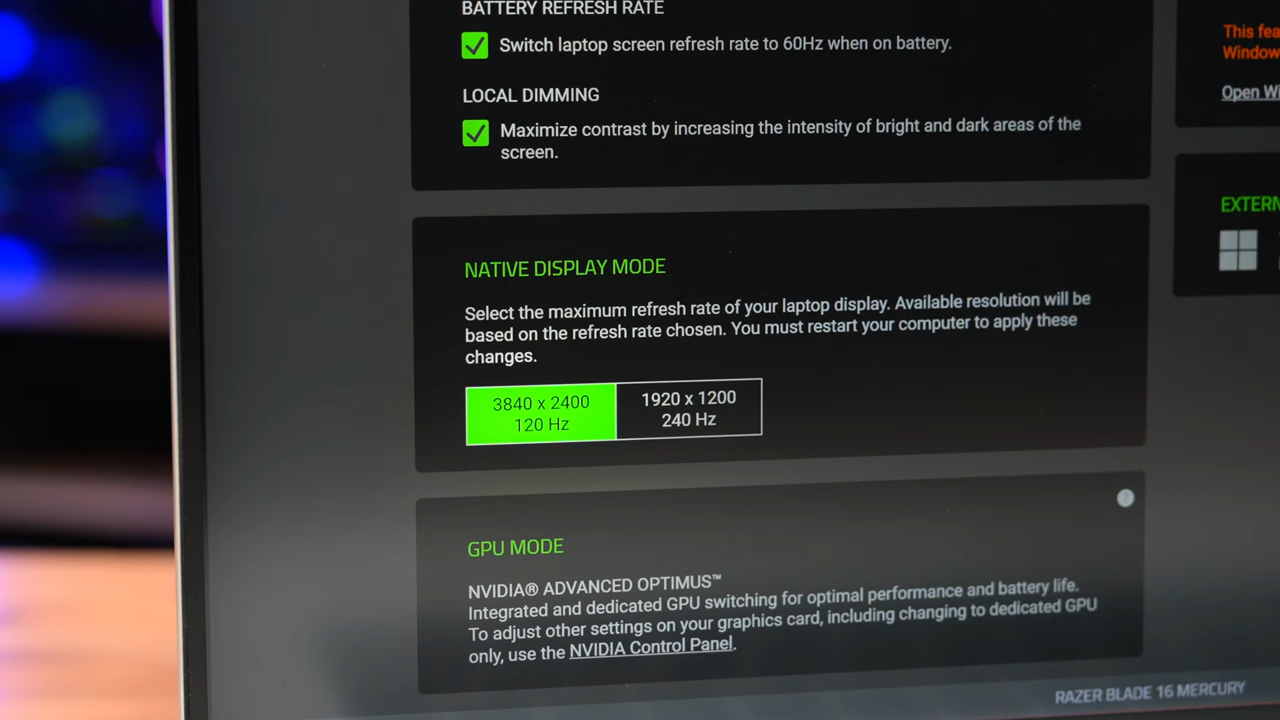 BATTERY REFRESH RATE
Switch laptop screen refresh rate to 60Hz when on battery.
LOCAL DIMMING
Maximize contrast by increasing the intensity of bright and dark areas of the
screen.
NATIVE DISPLAY MODE
Select the maximum refresh rate of your laptop display. Available resolution will be
based on the refresh rate chosen. You must restart your computer to apply these
changes.
3840 x 2400
120 Hz
1920 x 1200
240 Hz
GPU MODE
NVIDIA® ADVANCED OPTIMUS™
Integrated and dedicated GPU switching for optimal performance and battery life.
To adjust other settings on your graphics card, including changing to dedicated GPU
only, use the NVIDIA Control Panel.
?
This
Open
RAZER BLADE 16 MERCURY